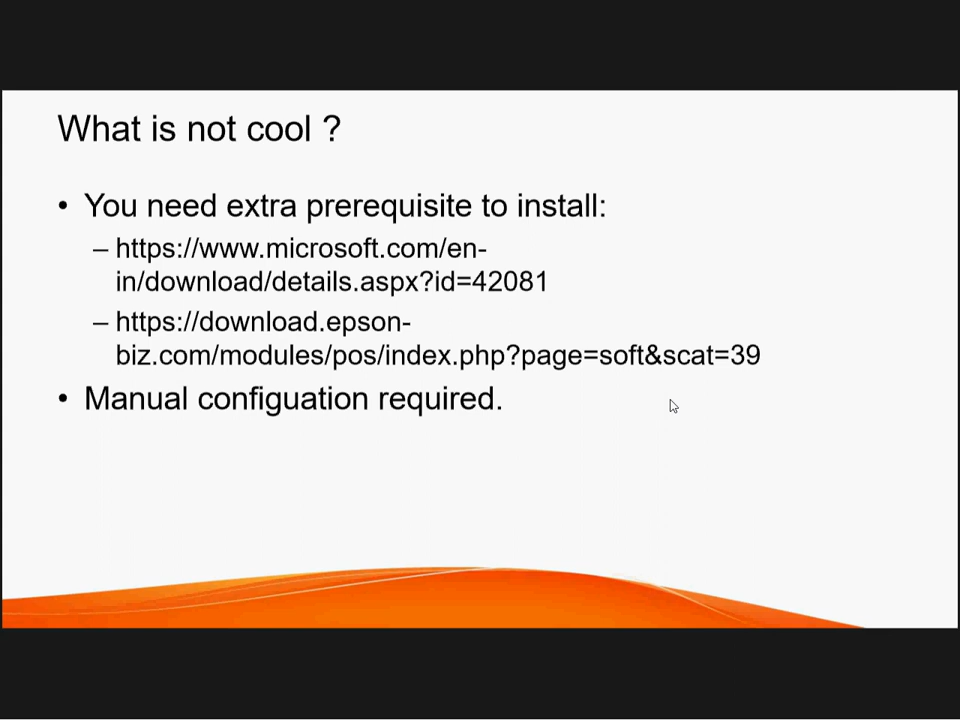 What is not cool ?
• You need extra prerequisite to install:
– https://www.microsoft.com/en-
in/download/details.aspx?id=42081
– https://download.epson-
biz.com/modules/pos/index.php?page=soft&scat=39
• Manual configuation required.